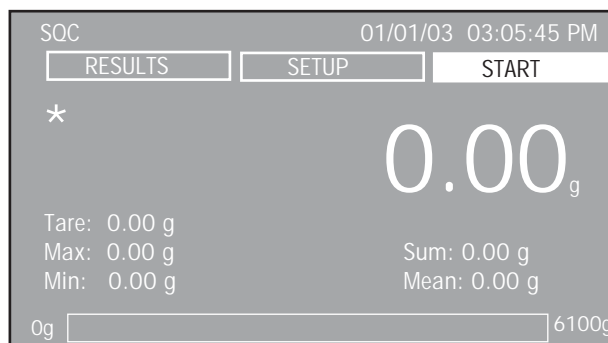 SQC 01/01/03 03:05:45 PM
RESULTS SETUP START
*
0.00 g
Tare: 0.00 g
Max: 0.00 g Sum: 0.00 g
Min: 0.00 g Mean: 0.00 g
0g 6100g